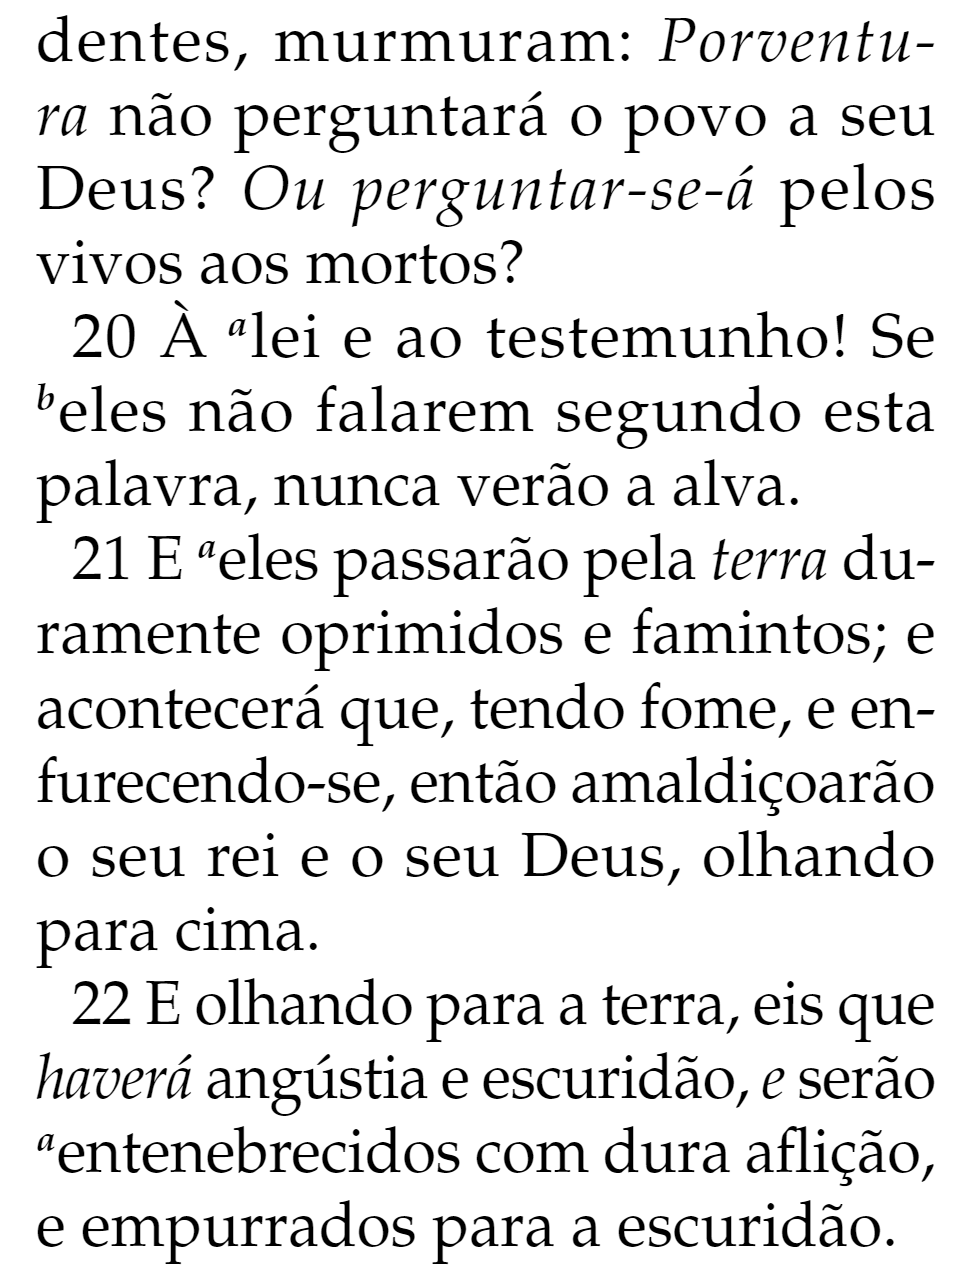 dentes, murmuram: Porventu-
ra não perguntará o povo a seu
Deus? Ou perguntar-se-á pelos
vivos aos mortos?
20 À alei e ao testemunho! Se
beles não falarem segundo esta
palavra, nunca verão a alva.
21 E aeles passarão pela terra du-
ramente oprimidos e famintos; e
acontecerá que, tendo fome, e en-
furecendo-se, então amaldiçoarão
o seu rei e o seu Deus, olhando
para cima.
22 E olhando para a terra, eis que
haverá angústia e escuridão, e serão
aentenebrecidos com dura aflição,
e empurrados para a escuridão.